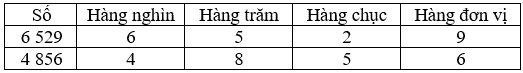 Số Hàng nghìn Hàng trăm Hàng chục Hàng đơn vị
6 529 6 5 2 9
4 856 4 8 5 6